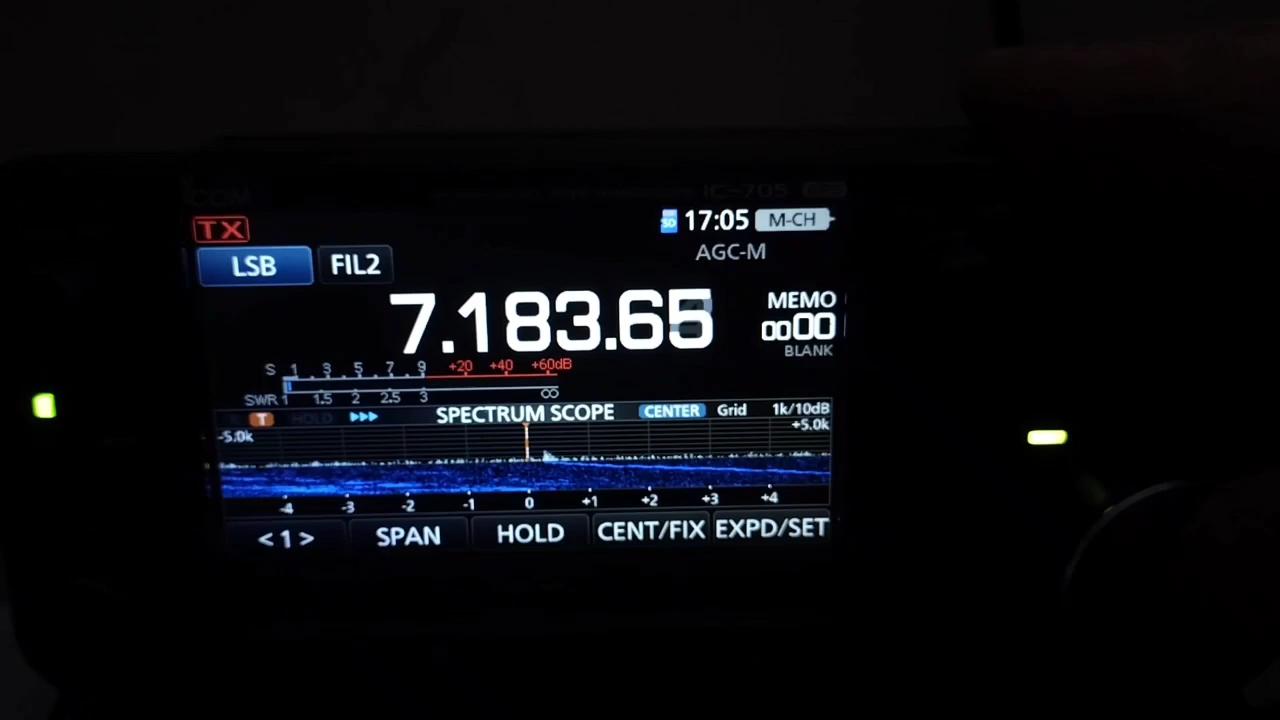 ICOM IC-705
TX
17:05 M-CH
LSB FIL2 AGC-M
7.183.65
MEMO
0000
BLANK
S 1 3 5 7 9 +20 +40 +60dB
SWR 1 1.5 2 2.5 3 ∞
T HOLD SPECTRUM SCOPE CENTER Grid 1k/10dB
-5.0k +5.0k
-4 -3 -2 -1 0 +1 +2 +3 +4
<1> SPAN HOLD CENT/FIX EXPD/SET